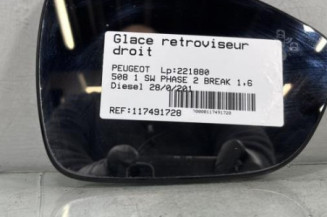 Glace retroviseur
droit
PEUGEOT Lp:221880
508 1 SW PHASE 2 BREAK 1.6
Diesel 28/0/201
REF:117491728